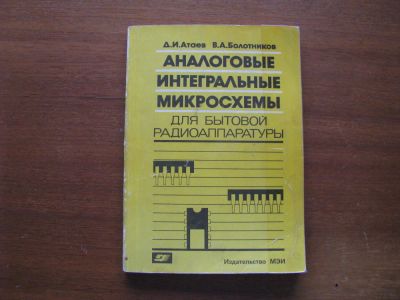 Д.И.Атаев В.А.Болотников
АНАЛОГОВЫЕ
ИНТЕГРАЛЬНЫЕ
МИКРОСХЕМЫ
ДЛЯ БЫТОВОЙ
РАДИОАППАРАТУРЫ
Издательство МЭИ